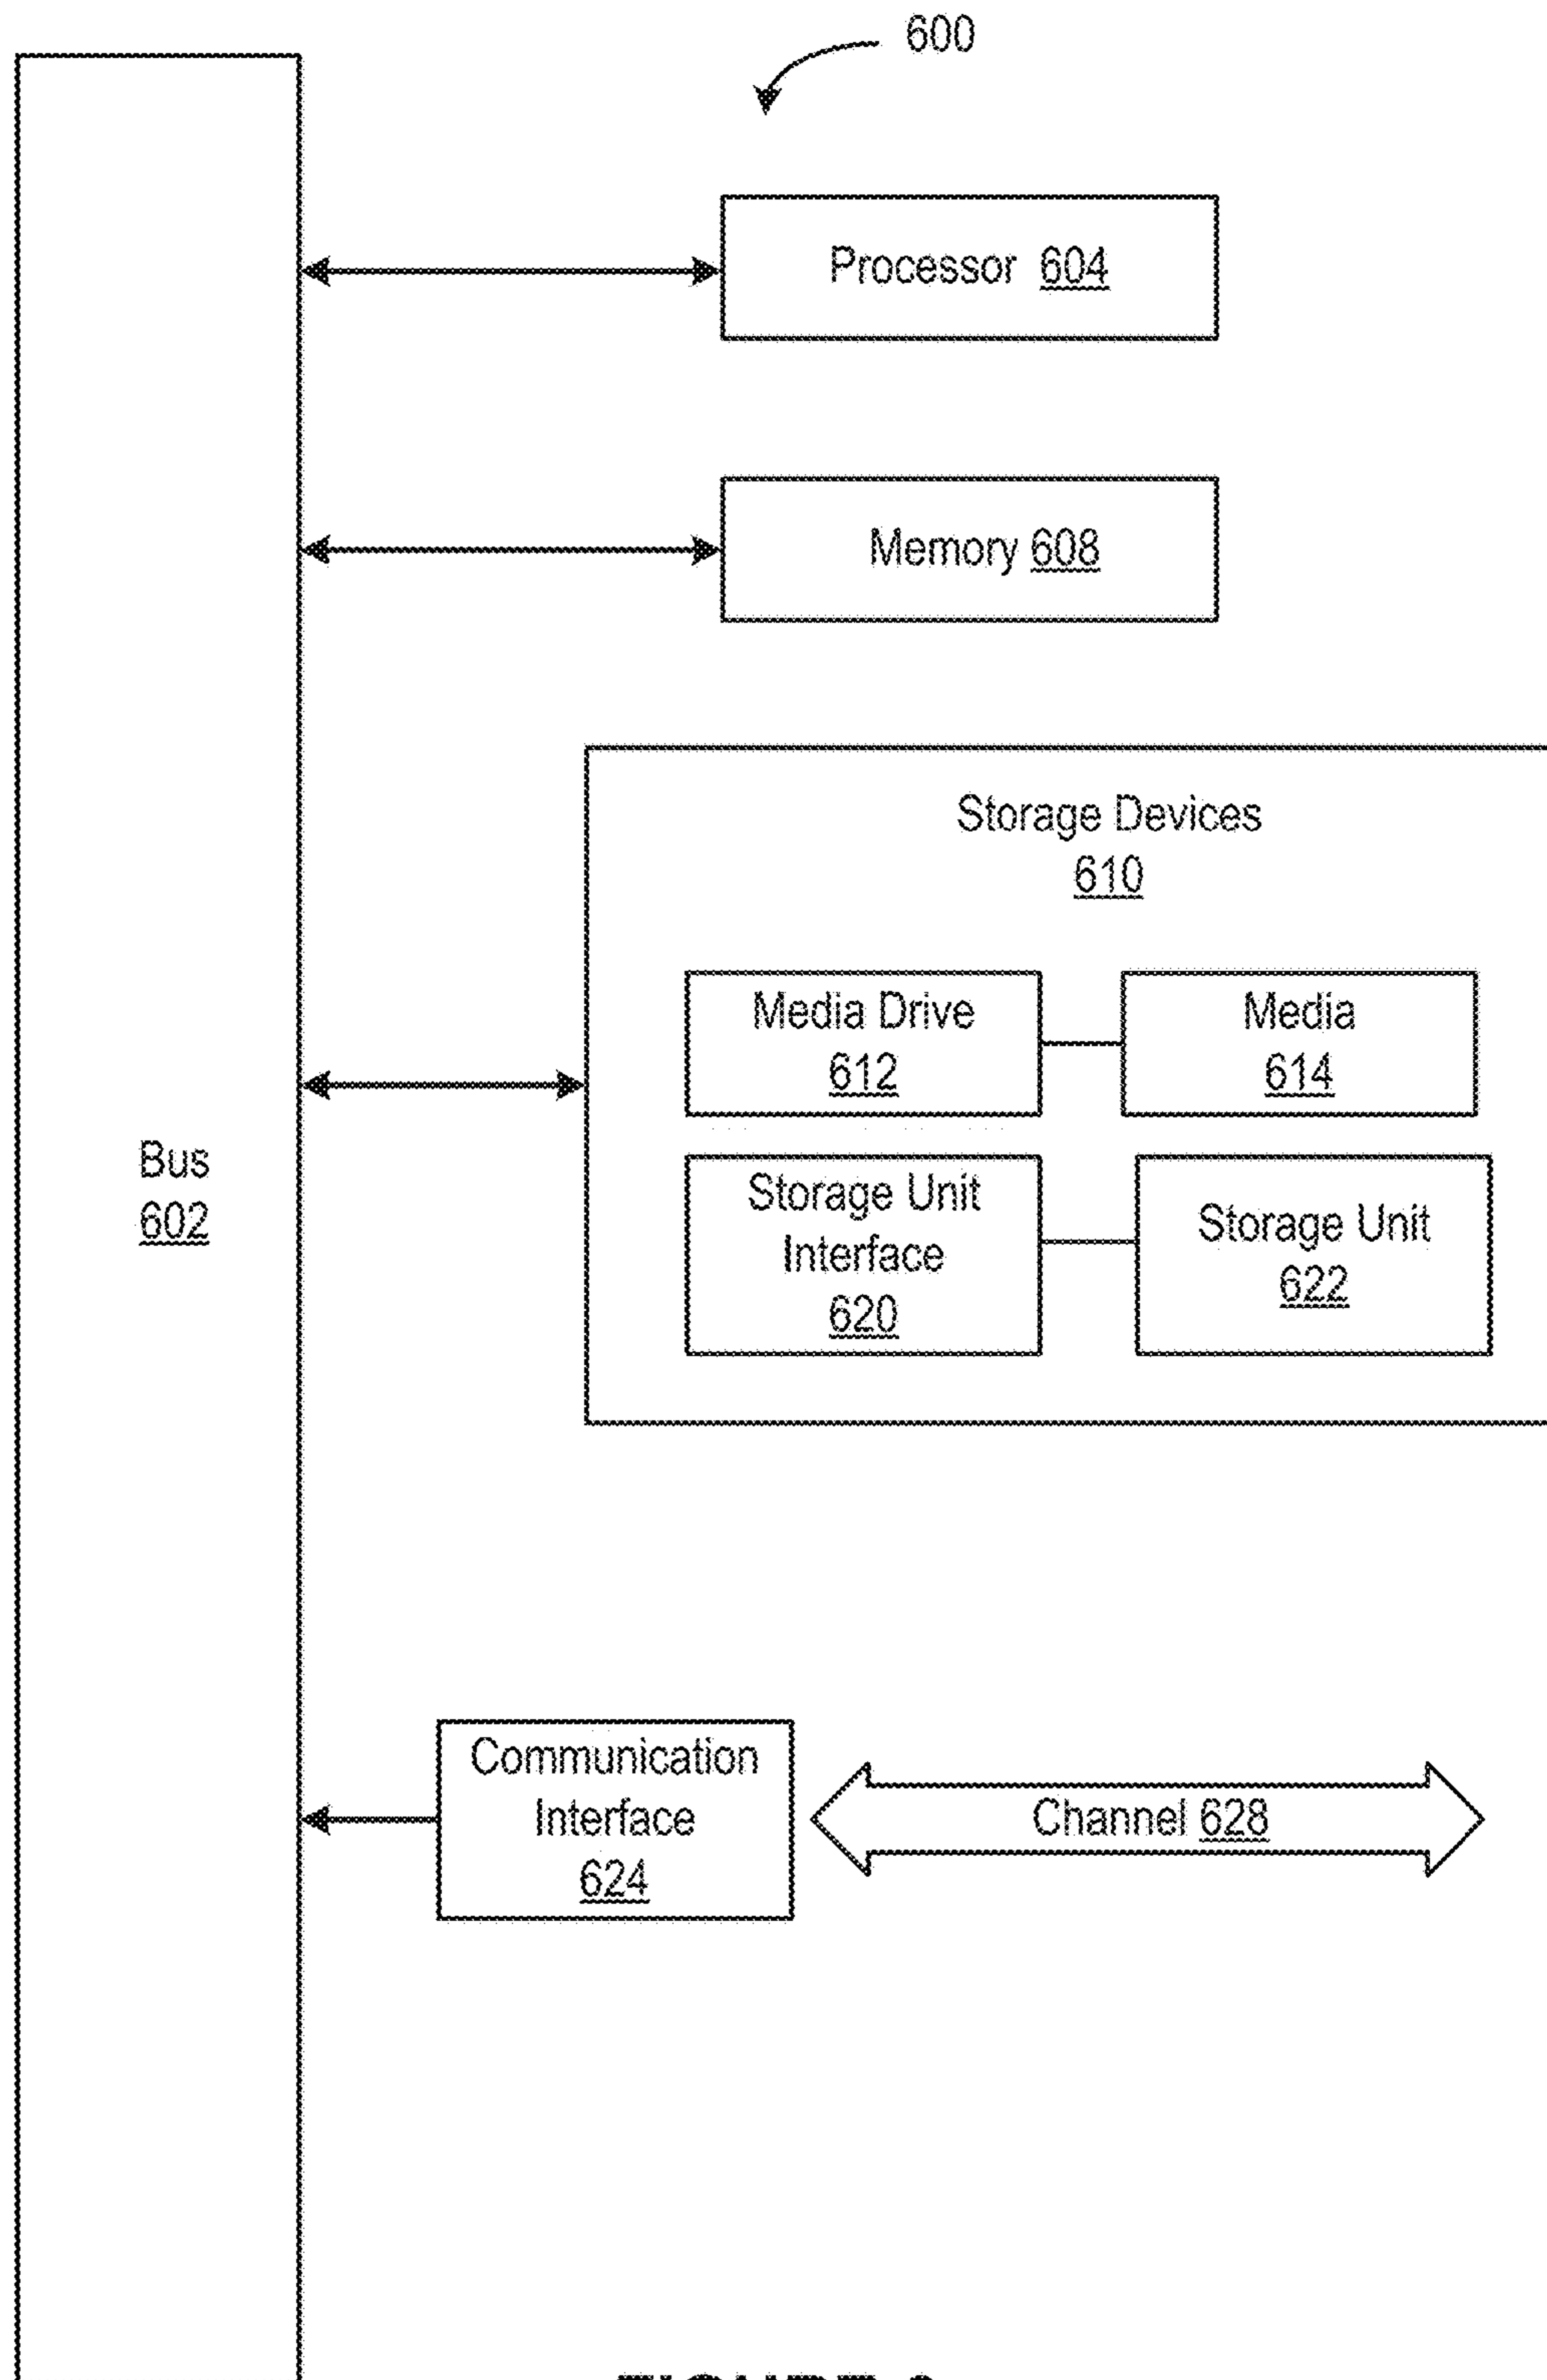 600
Processor 604
Memory 608
Storage Devices
610
Media Drive
612
Media
614
Bus
602
Storage Unit
Interface
620
Storage Unit
622
Communication
Interface
624
Channel 628